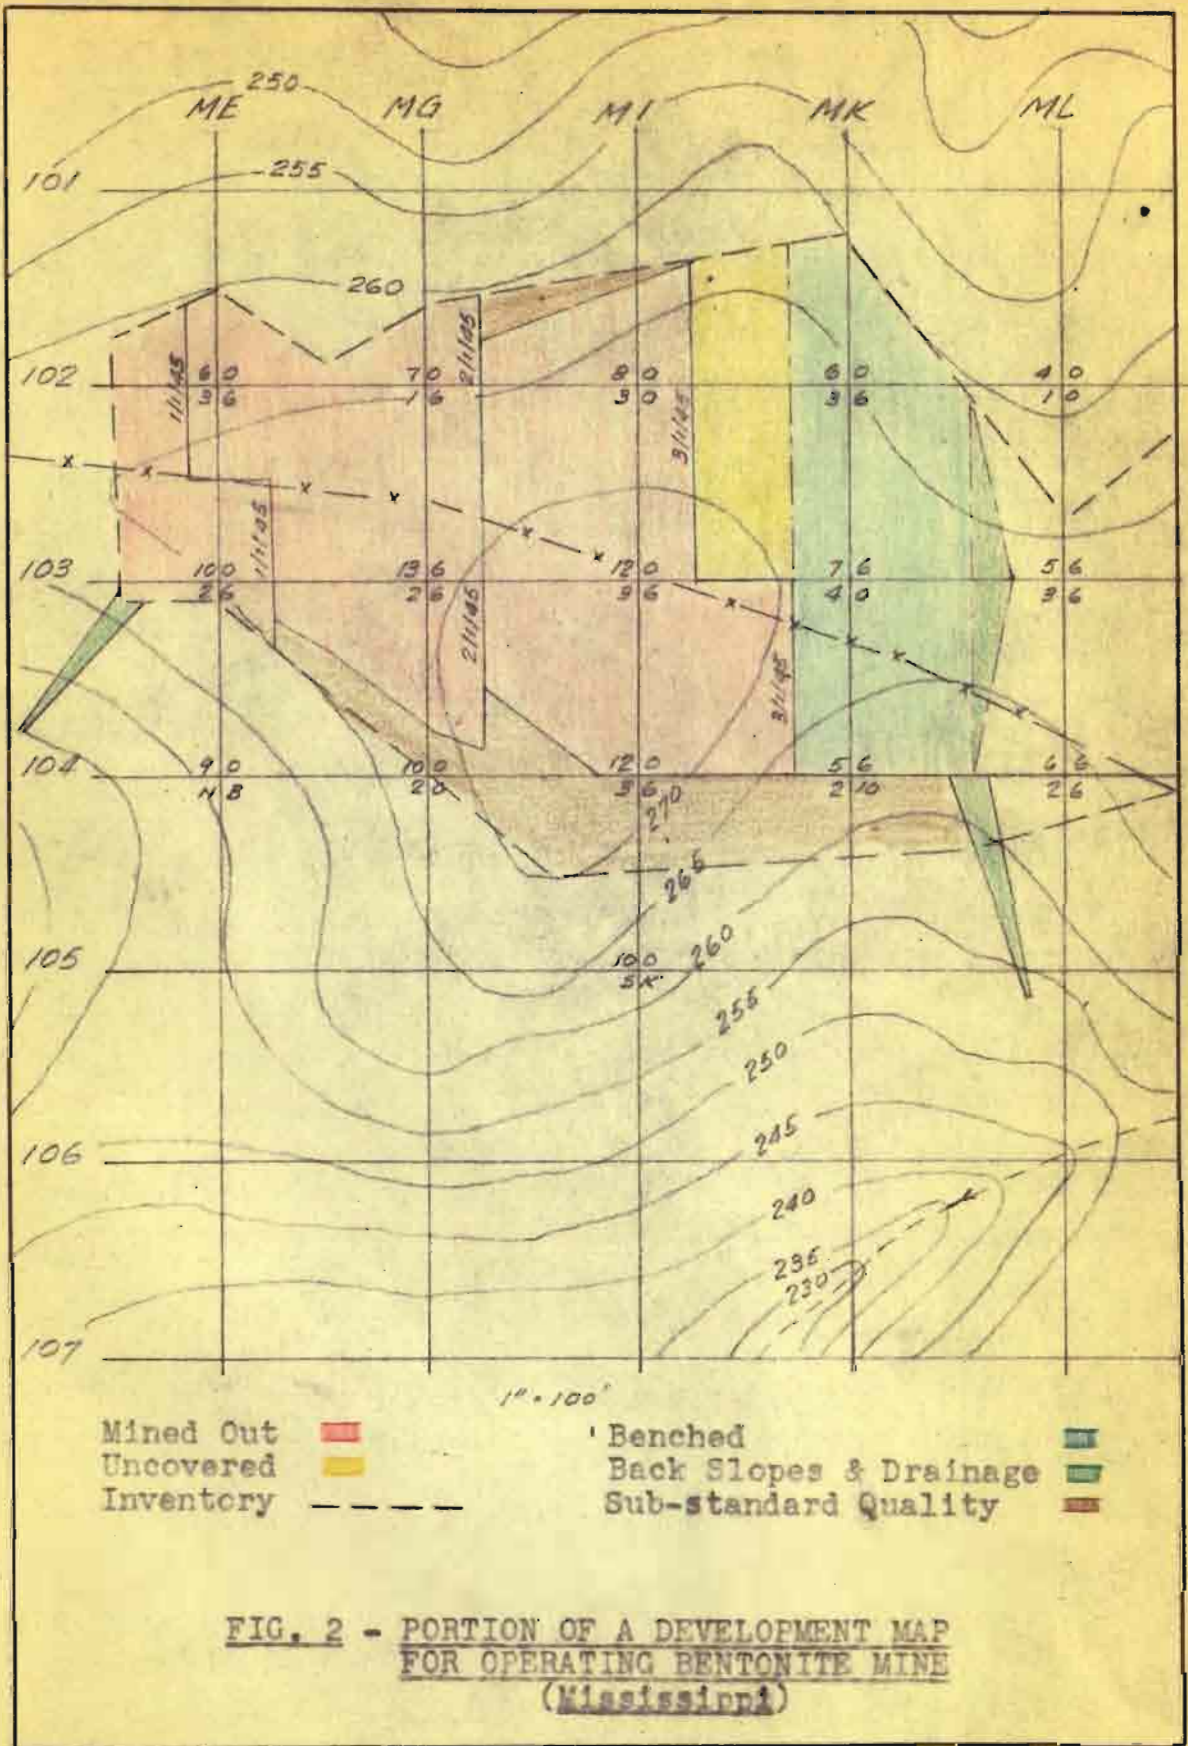 250
ME MG MI MK ML
255
101
260
2/1/45
1/1/45
102 60 70 80 60 40
36 16 30 36 10
3/1/45
1/1/45
103 100 136 120 76 56
26 26 36 40 36
2/1/45
3/1/45
104 90 100 120 56 66
NB 20 36 210 26
270
265
260
105 100
255
250
245
106
240
235
230
107
1" = 100'
Mined Out Benched
Uncovered Back Slopes & Drainage
Inventory Sub-standard Quality
FIG. 2 - PORTION OF A DEVELOPMENT MAP
FOR OPERATING BENTONITE MINE
(Mississippi)